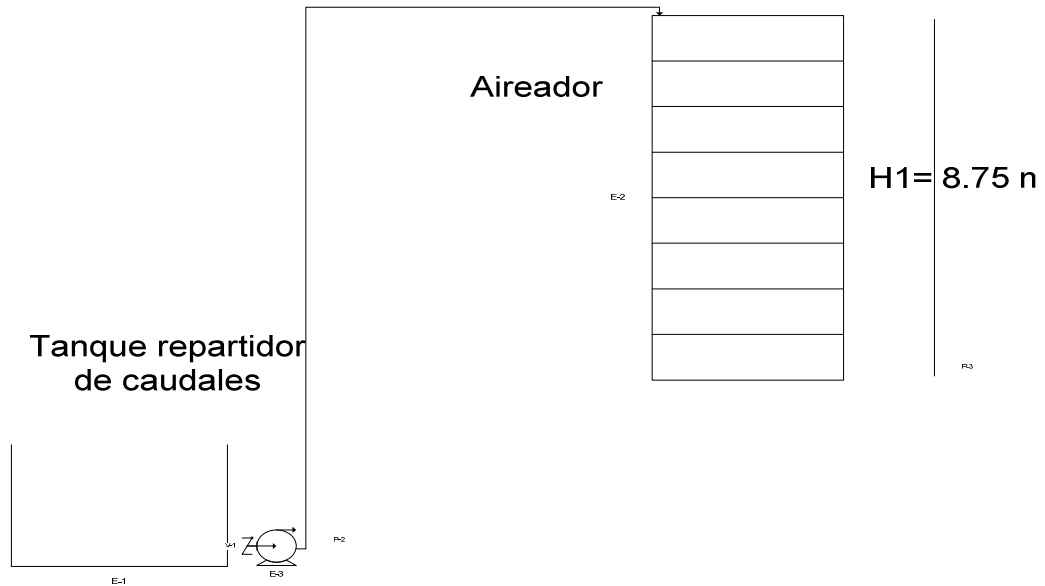 Aireador
H1= 8.75 n
E-2
Tanque repartidor
de caudales
P-3
V-1
P-2
E-3
E-1